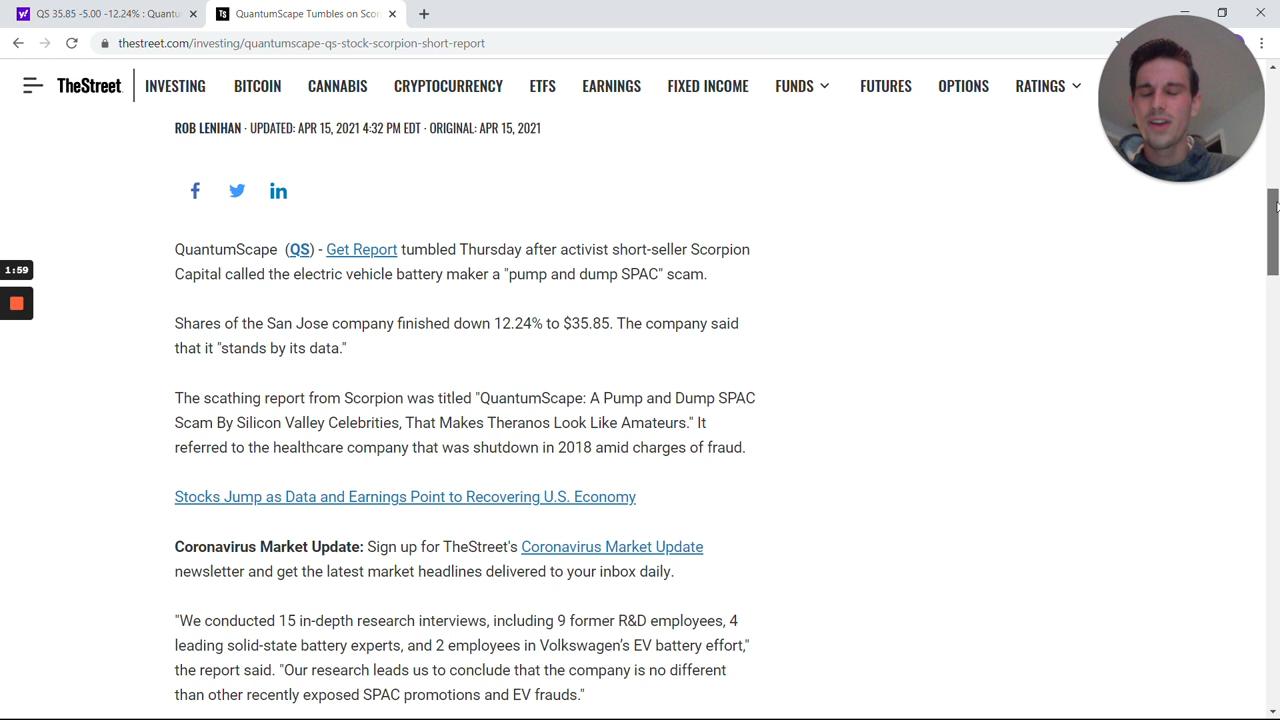 QS 35.85 -5.00 -12.24% : Quantu
QuantumScape Tumbles on Scor
thestreet.com/investing/quantumscape-qs-stock-scorpion-short-report
TheStreet
INVESTING BITCOIN CANNABIS CRYPTOCURRENCY ETFS EARNINGS FIXED INCOME FUNDS FUTURES OPTIONS RATINGS
ROB LENIHAN · UPDATED: APR 15, 2021 4:32 PM EDT · ORIGINAL: APR 15, 2021
QuantumScape (QS) - Get Report tumbled Thursday after activist short-seller Scorpion
Capital called the electric vehicle battery maker a "pump and dump SPAC" scam.
1:59
Shares of the San Jose company finished down 12.24% to $35.85. The company said
that it "stands by its data."
The scathing report from Scorpion was titled "QuantumScape: A Pump and Dump SPAC
Scam By Silicon Valley Celebrities, That Makes Theranos Look Like Amateurs." It
referred to the healthcare company that was shutdown in 2018 amid charges of fraud.
Stocks Jump as Data and Earnings Point to Recovering U.S. Economy
Coronavirus Market Update: Sign up for TheStreet's Coronavirus Market Update
newsletter and get the latest market headlines delivered to your inbox daily.
"We conducted 15 in-depth research interviews, including 9 former R&D employees, 4
leading solid-state battery experts, and 2 employees in Volkswagen's EV battery effort,"
the report said. "Our research leads us to conclude that the company is no different
than other recently exposed SPAC promotions and EV frauds."